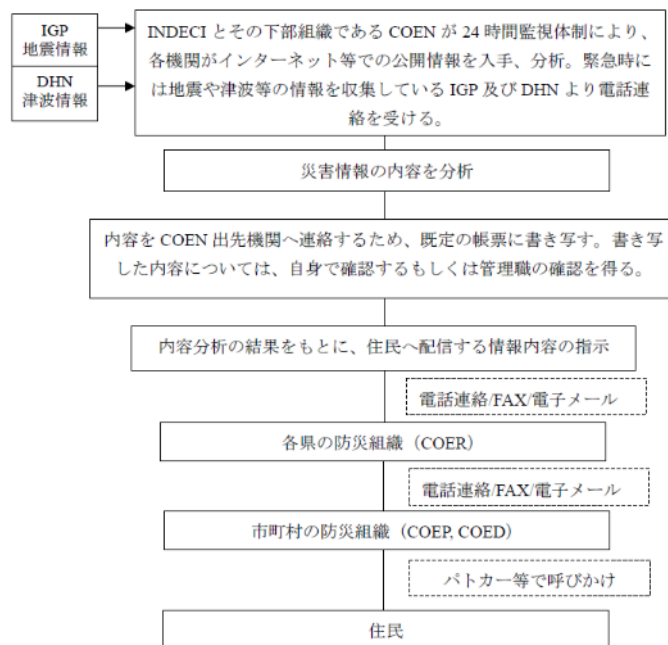 IGP
地震情報
DHN
津波情報
INDECI とその下部組織である COEN が 24 時間監視体制により、
各機関がインターネット等での公開情報を入手、分析。緊急時に
は地震や津波等の情報を収集している IGP 及び DHN より電話連
絡を受ける。
災害情報の内容を分析
内容を COEN 出先機関へ連絡するため、既定の帳票に書き写す。書き写
した内容については、自身で確認するもしくは管理職の確認を得る。
内容分析の結果をもとに、住民へ配信する情報内容の指示
電話連絡/FAX/電子メール
各県の防災組織（COER）
電話連絡/FAX/電子メール
市町村の防災組織（COEP, COED）
パトカー等で呼びかけ
住民